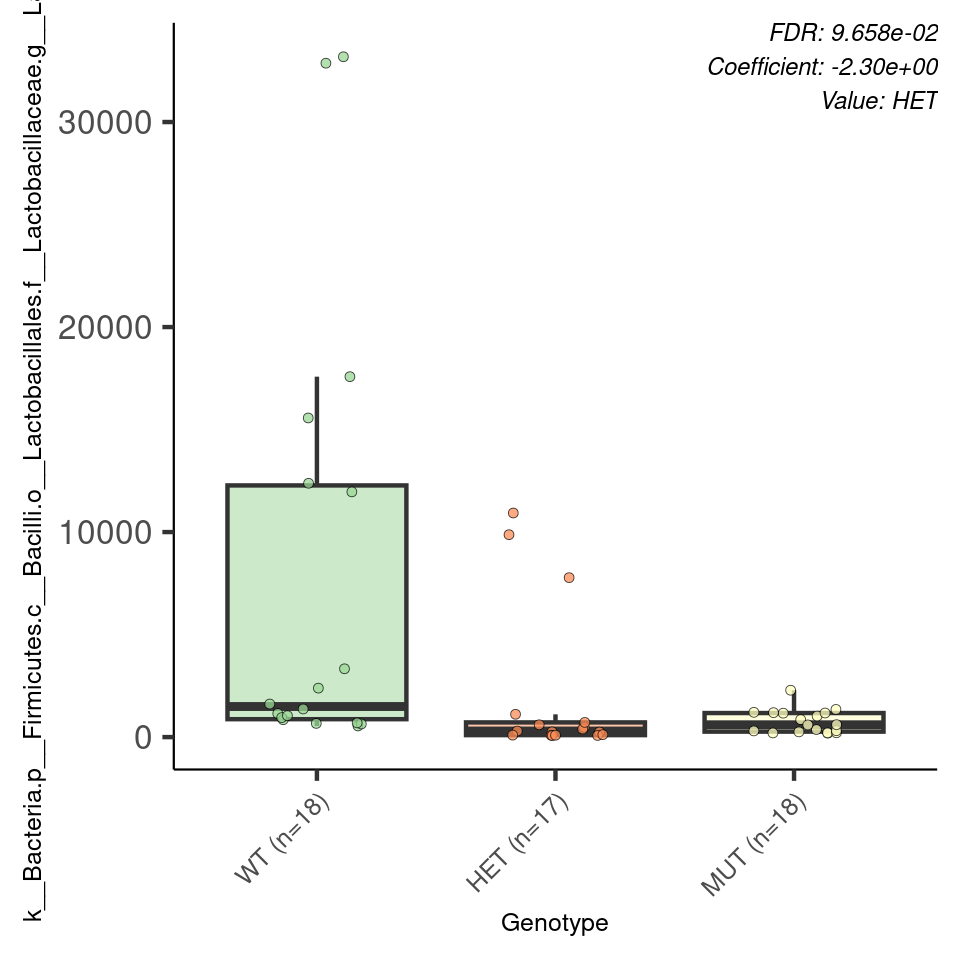 FDR: 9.658e-02
Coefficient: -2.30e+00
Value: HET
k__Bacteria.p__Firmicutes.c__Bacilli.o__Lactobacillales.f__Lactobacillaceae.g__La
30000
20000
10000
0
WT (n=18)
HET (n=17)
MUT (n=18)
Genotype